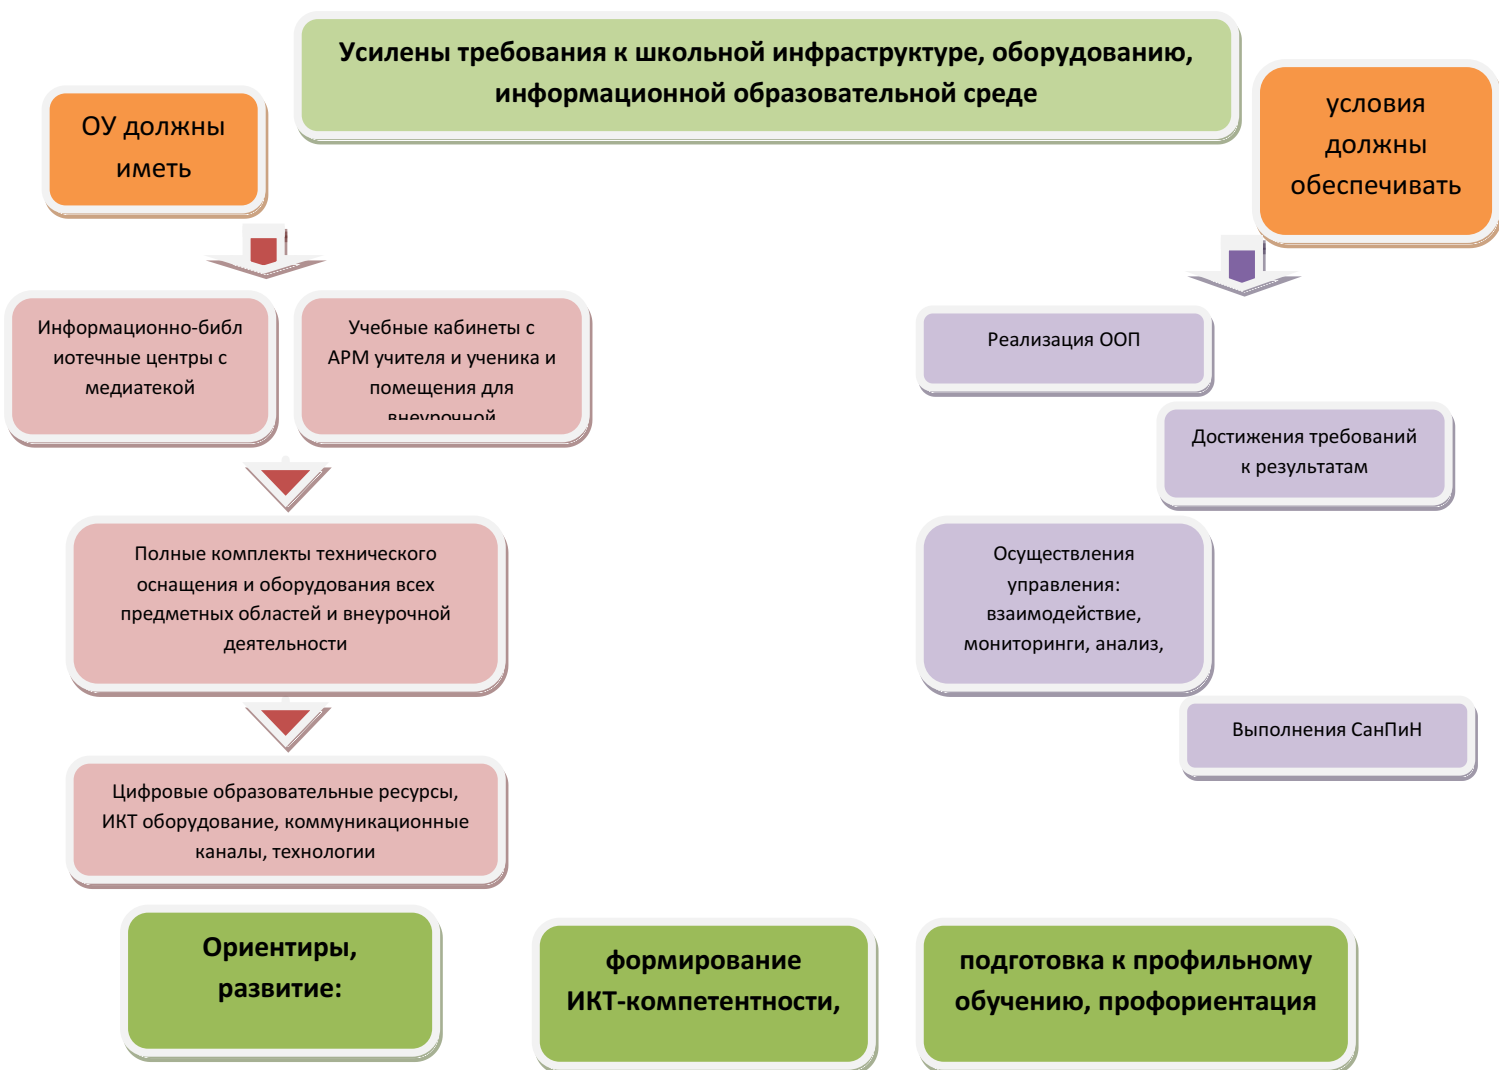 Усилены требования к школьной инфраструктуре, оборудованию,
информационной образовательной среде
ОУ должны
иметь
условия
должны
обеспечивать
Информационно-библ
иотечные центры с
медиатекой
Учебные кабинеты с
АРМ учителя и ученика и
помещения для
внеурочной
Полные комплекты технического
оснащения и оборудования всех
предметных областей и внеурочной
деятельности
Цифровые образовательные ресурсы,
ИКТ оборудование, коммуникационные
каналы, технологии
Реализация ООП
Достижения требований
к результатам
Осуществления
управления:
взаимодействие,
мониторинги, анализ,
Выполнения СанПиН
Ориентиры,
развитие:
формирование
ИКТ-компетентности,
подготовка к профильному
обучению, профориентация